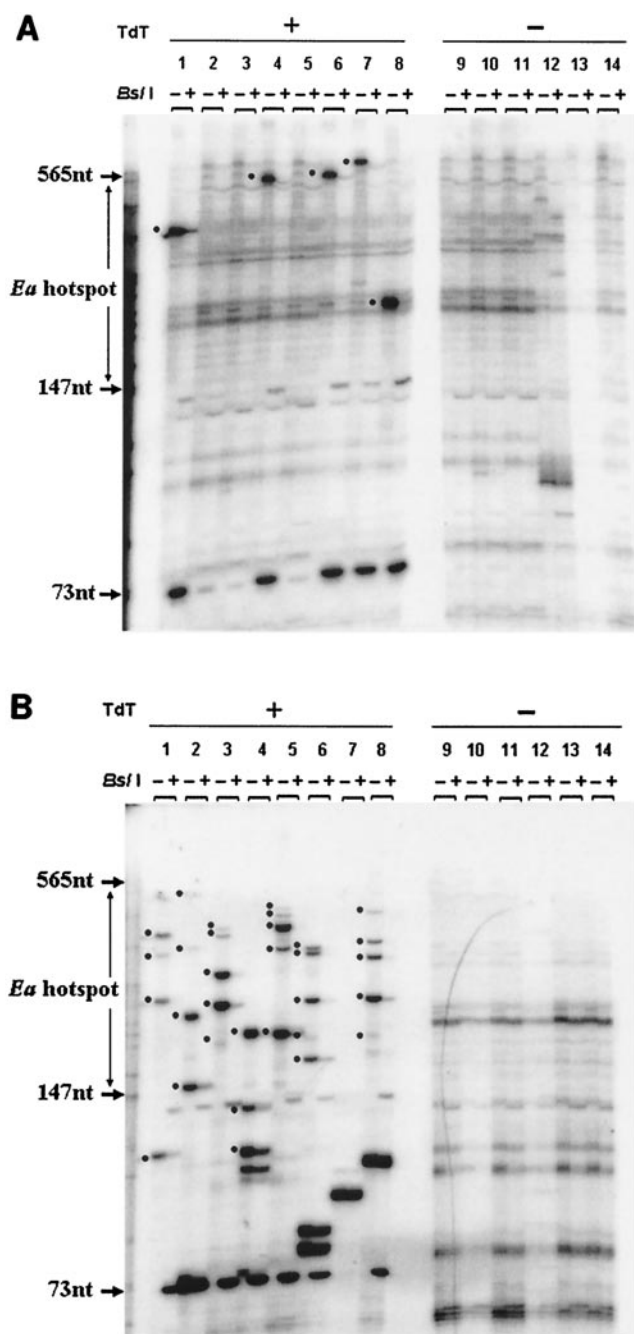 A
TdT + −
1 2 3 4 5 6 7 8 9 10 11 12 13 14
BslI −+ −+ −+ −+ −+ −+ −+ −+ −+ −+ −+ −+ −+ −+
565nt
Ea hotspot
147nt
73nt
B
TdT + −
1 2 3 4 5 6 7 8 9 10 11 12 13 14
BslI −+ −+ −+ −+ −+ −+ −+ −+ −+ −+ −+ −+ −+ −+
565nt
Ea hotspot
147nt
73nt